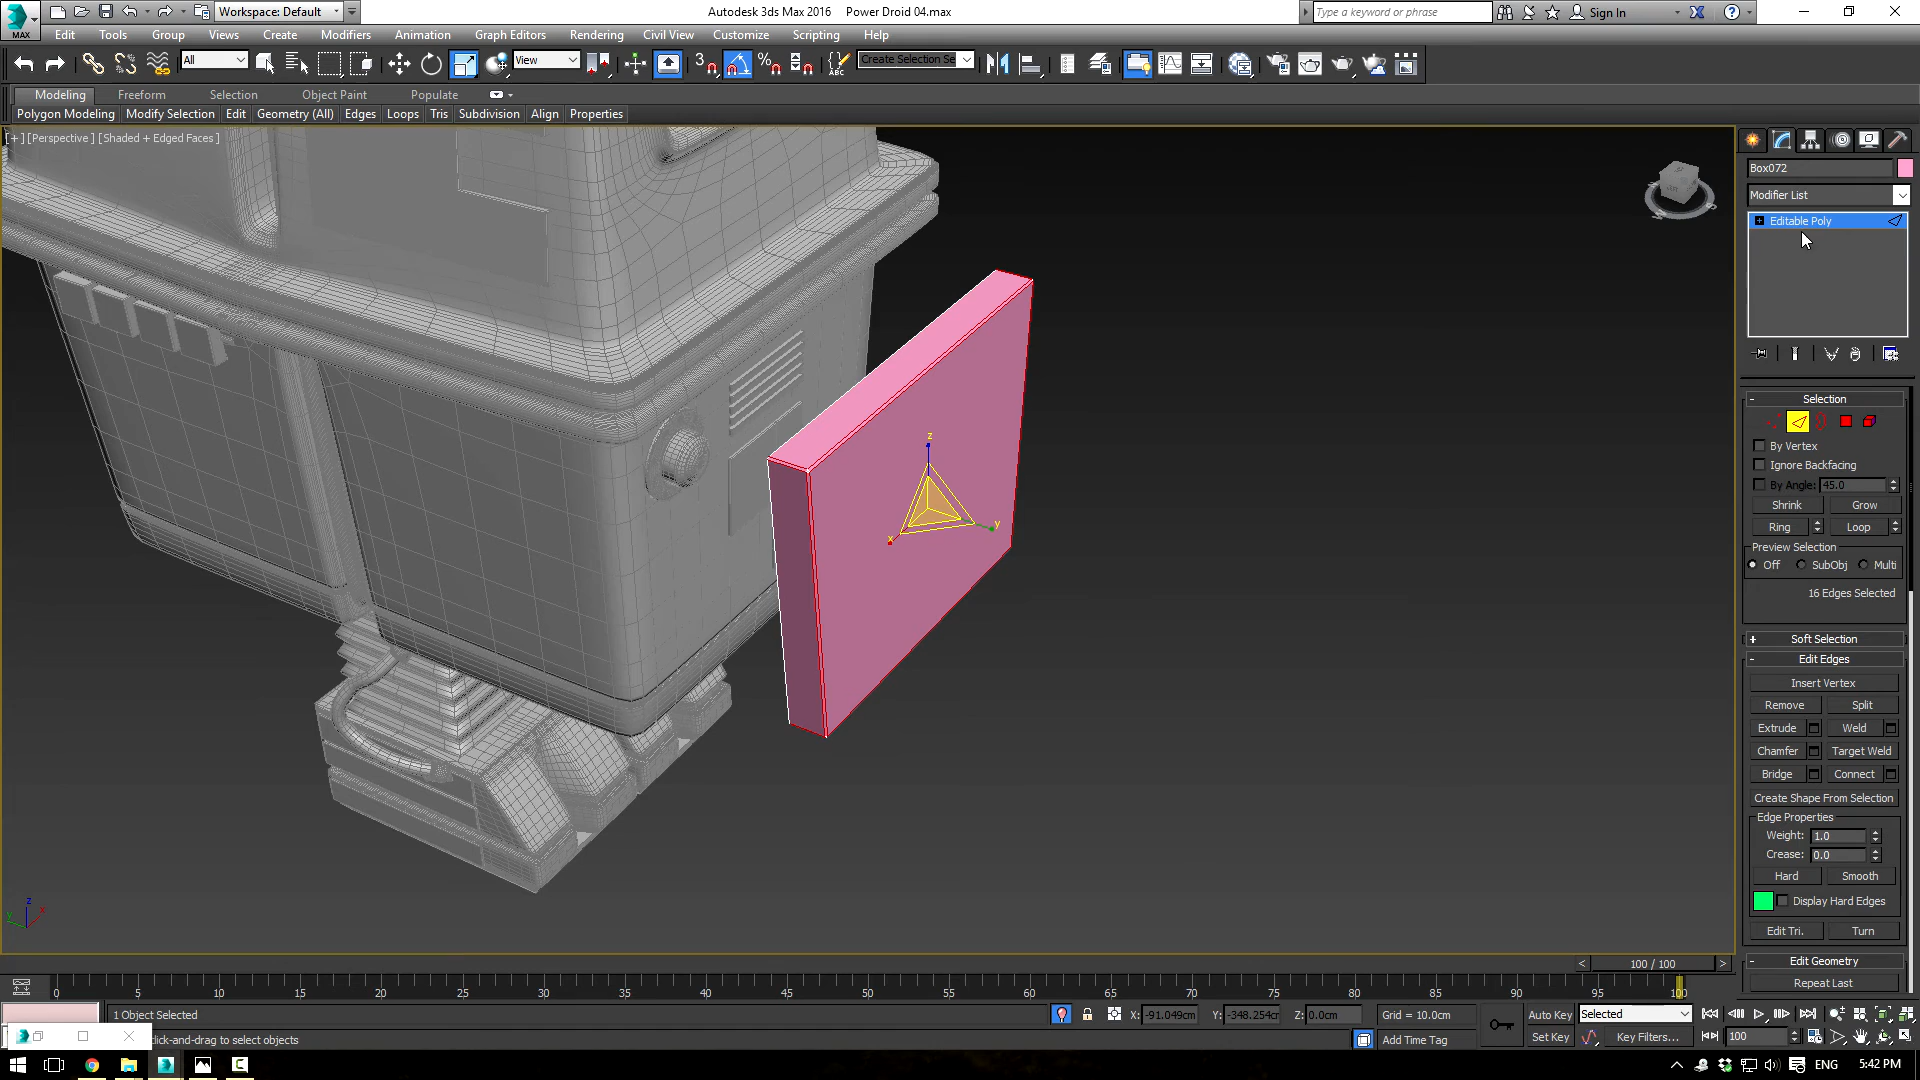 Workspace: Default
Autodesk 3ds Max 2016 Power Droid 04.max
Type a keyword or phrase
Sign In
MAX
Edit Tools Group Views Create Modifiers Animation Graph Editors Rendering Civil View Customize Scripting Help
All
View
3
ABC
Create Selection Se
Modeling Freeform Selection Object Paint Populate
Polygon Modeling Modify Selection Edit Geometry (All) Edges Loops Tris Subdivision Align Properties
[+] [Perspective] [Shaded + Edged Faces]
Box072
Modifier List
Editable Poly
Selection
By Vertex
Ignore Backfacing
By Angle: 45.0
Shrink Grow
Ring Loop
Preview Selection
Off SubObj Multi
16 Edges Selected
Soft Selection
Edit Edges
Insert Vertex
Remove Split
Extrude Weld
Chamfer Target Weld
Bridge Connect
Create Shape From Selection
Edge Properties
Weight: 1.0
Crease: 0.0
Hard Smooth
Display Hard Edges
Edit Tri. Turn
Edit Geometry
Repeat Last
z
y
x
z
x
y
< 100 / 100 >
0 5 10 15 20 25 30 35 40 45 50 55 60 65 70 75 80 85 90 95 100
1 Object Selected
X: -91.049cm Y: -348.254cm Z: 0.0cm Grid = 10.0cm
Auto Key Selected
click-and-drag to select objects
Add Time Tag
Set Key Key Filters... 100
ENG 5:42 PM